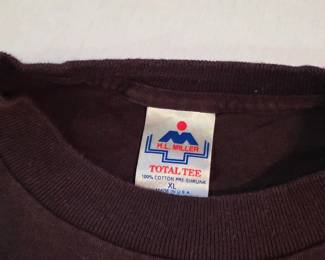 H.L. MILLER
TOTAL TEE
100% COTTON PRE-SHRUNK
XL
MADE IN U.S.A.